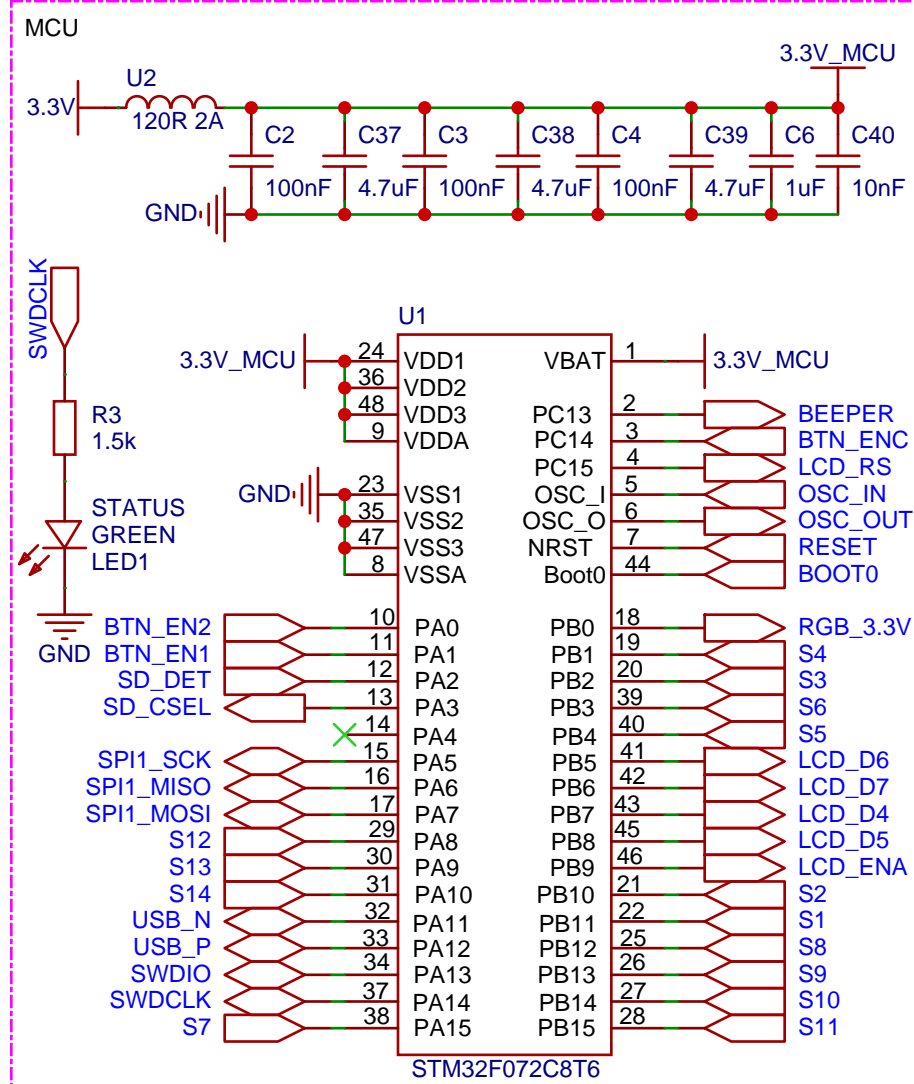 MCU
3.3V_MCU
U2
3.3V
120R 2A
C2 C37 C3 C38 C4 C39 C6 C40
100nF 4.7uF 100nF 4.7uF 100nF 4.7uF 1uF 10nF
GND
SWDCLK
R3
1.5k
STATUS
GREEN
LED1
GND
U1
3.3V_MCU 24 VDD1 VBAT 1 3.3V_MCU
36 VDD2
48 VDD3 PC13 2 BEEPER
9 VDDA PC14 3 BTN_ENC
PC15 4 LCD_RS
GND 23 VSS1 OSC_I 5 OSC_IN
35 VSS2 OSC_O 6 OSC_OUT
47 VSS3 NRST 7 RESET
8 VSSA Boot0 44 BOOT0
BTN_EN2 10 PA0 PB0 18 RGB_3.3V
BTN_EN1 11 PA1 PB1 19 S4
SD_DET 12 PA2 PB2 20 S3
SD_CSEL 13 PA3 PB3 39 S6
14 PA4 PB4 40 S5
SPI1_SCK 15 PA5 PB5 41 LCD_D6
SPI1_MISO 16 PA6 PB6 42 LCD_D7
SPI1_MOSI 17 PA7 PB7 43 LCD_D4
S12 29 PA8 PB8 45 LCD_D5
S13 30 PA9 PB9 46 LCD_ENA
S14 31 PA10 PB10 21 S2
USB_N 32 PA11 PB11 22 S1
USB_P 33 PA12 PB12 25 S8
SWDIO 34 PA13 PB13 26 S9
SWDCLK 37 PA14 PB14 27 S10
S7 38 PA15 PB15 28 S11
STM32F072C8T6